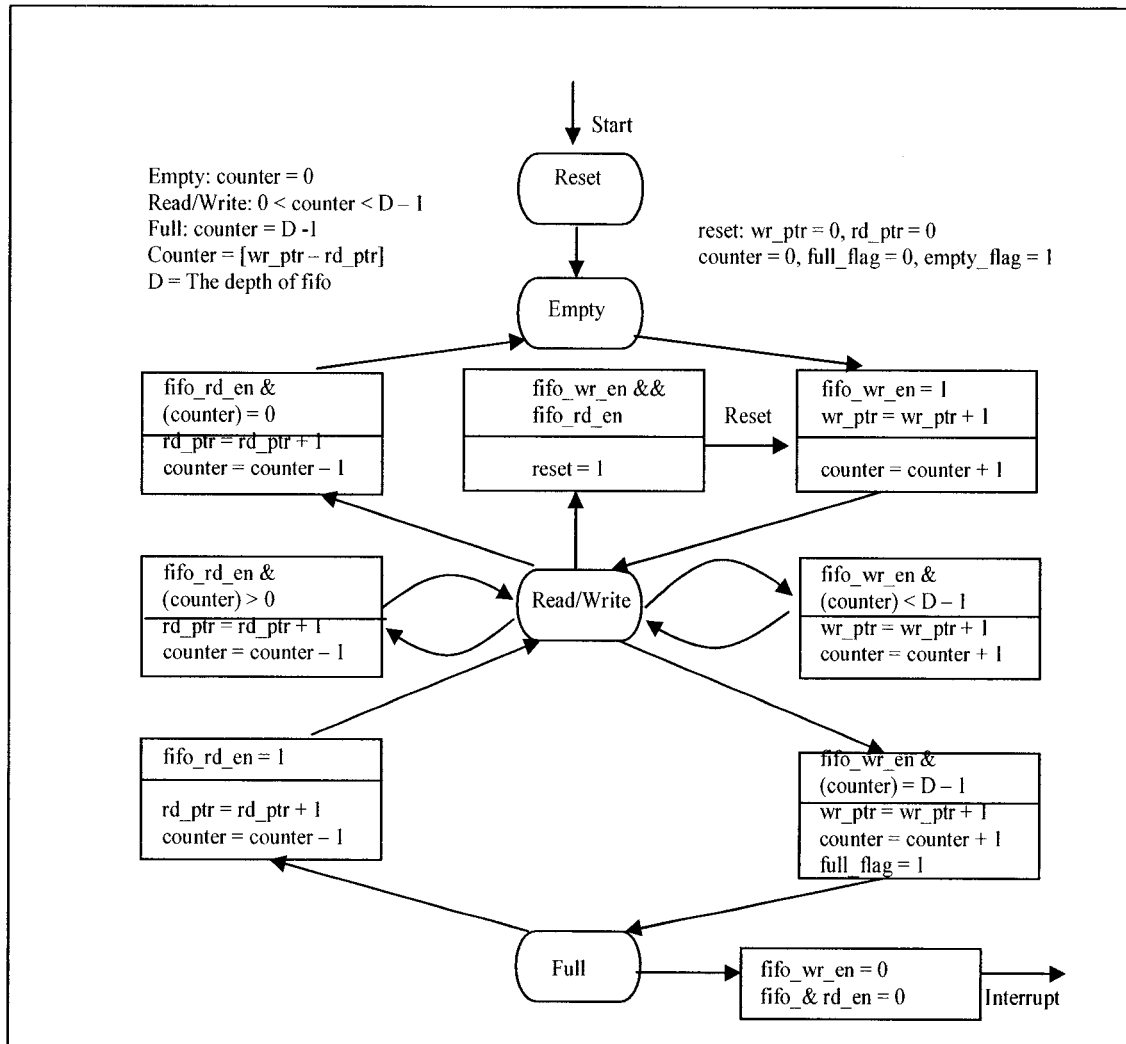 Start
Reset
Empty: counter = 0
Read/Write: 0 < counter < D – 1
Full: counter = D -1
Counter = [wr_ptr – rd_ptr]
D = The depth of fifo
reset: wr_ptr = 0, rd_ptr = 0
counter = 0, full_flag = 0, empty_flag = 1
Empty
fifo_rd_en &
(counter) = 0
rd_ptr = rd_ptr + 1
counter = counter – 1
fifo_wr_en &&
fifo_rd_en
reset = 1
Reset
fifo_wr_en = 1
wr_ptr = wr_ptr + 1
counter = counter + 1
fifo_rd_en &
(counter) > 0
rd_ptr = rd_ptr + 1
counter = counter – 1
Read/Write
fifo_wr_en &
(counter) < D – 1
wr_ptr = wr_ptr + 1
counter = counter + 1
fifo_rd_en = 1
rd_ptr = rd_ptr + 1
counter = counter – 1
fifo_wr_en &
(counter) = D – 1
wr_ptr = wr_ptr + 1
counter = counter + 1
full_flag = 1
Full
fifo_wr_en = 0
fifo_& rd_en = 0
Interrupt